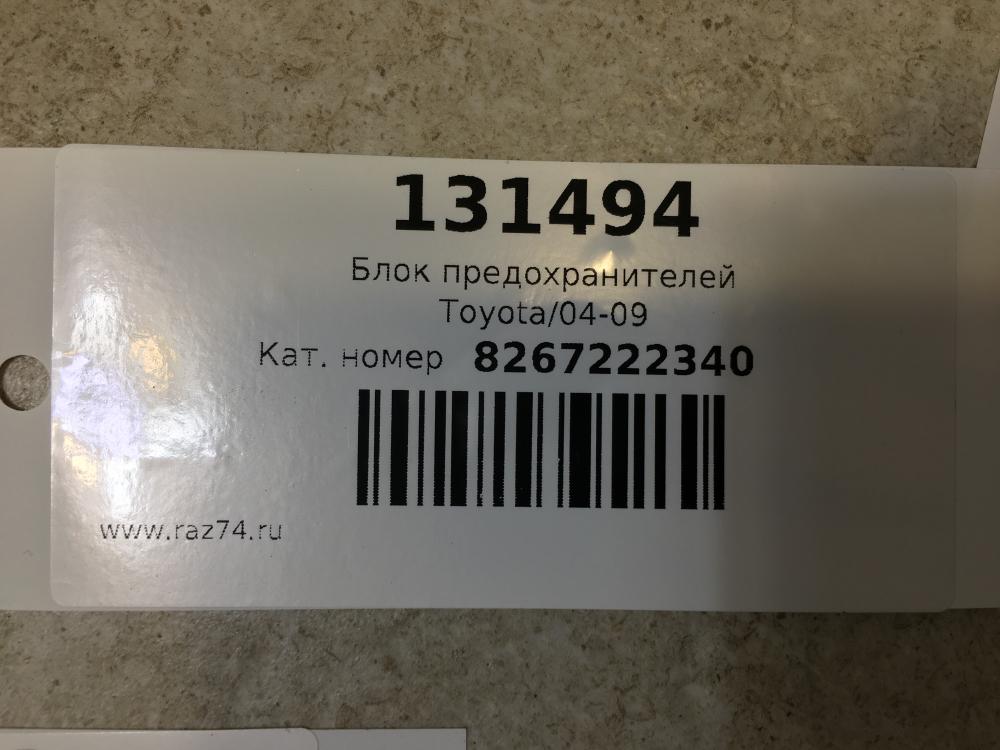 131494
Блок предохранителей
Toyota/04-09
Кат. номер 8267222340
www.raz74.ru